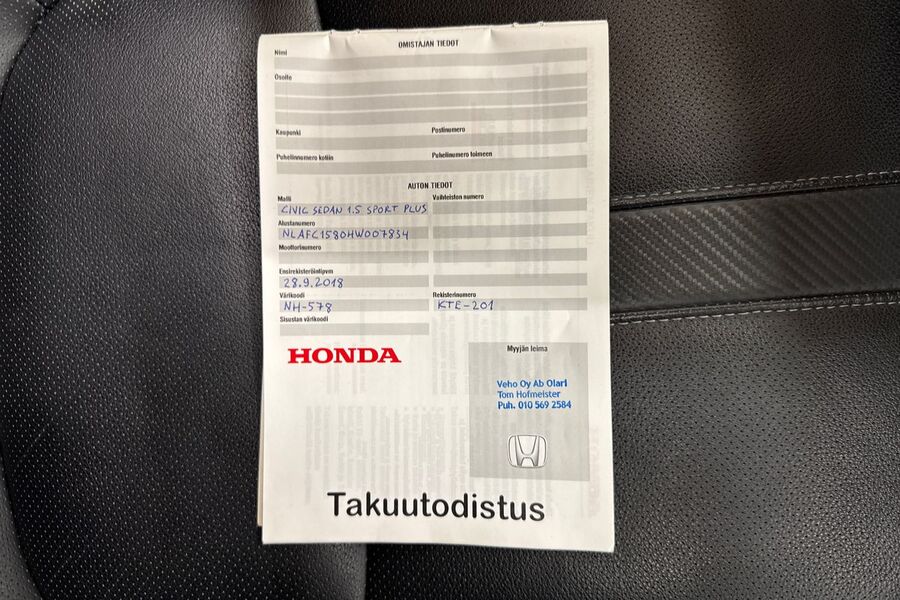 OMISTAJAN TIEDOT
Nimi
Osoite
Kaupunki Postinumero
Puhelinnumero kotiin Puhelinnumero toimeen
AUTON TIEDOT
Malli Vaihteiston numero
CIVIC SEDAN 1.5 SPORT PLUS
Alustanumero
NLAFC1580HW007834
Moottorinumero
Ensirekisteröintipvm
28.9.2018
Värikoodi Rekisterinumero
NH-578 KTE-201
Sisustan värikoodi
HONDA
Myyjän leima
Veho Oy Ab Olari
Tom Hofmeister
Puh. 010 569 2584
Takuutodistus